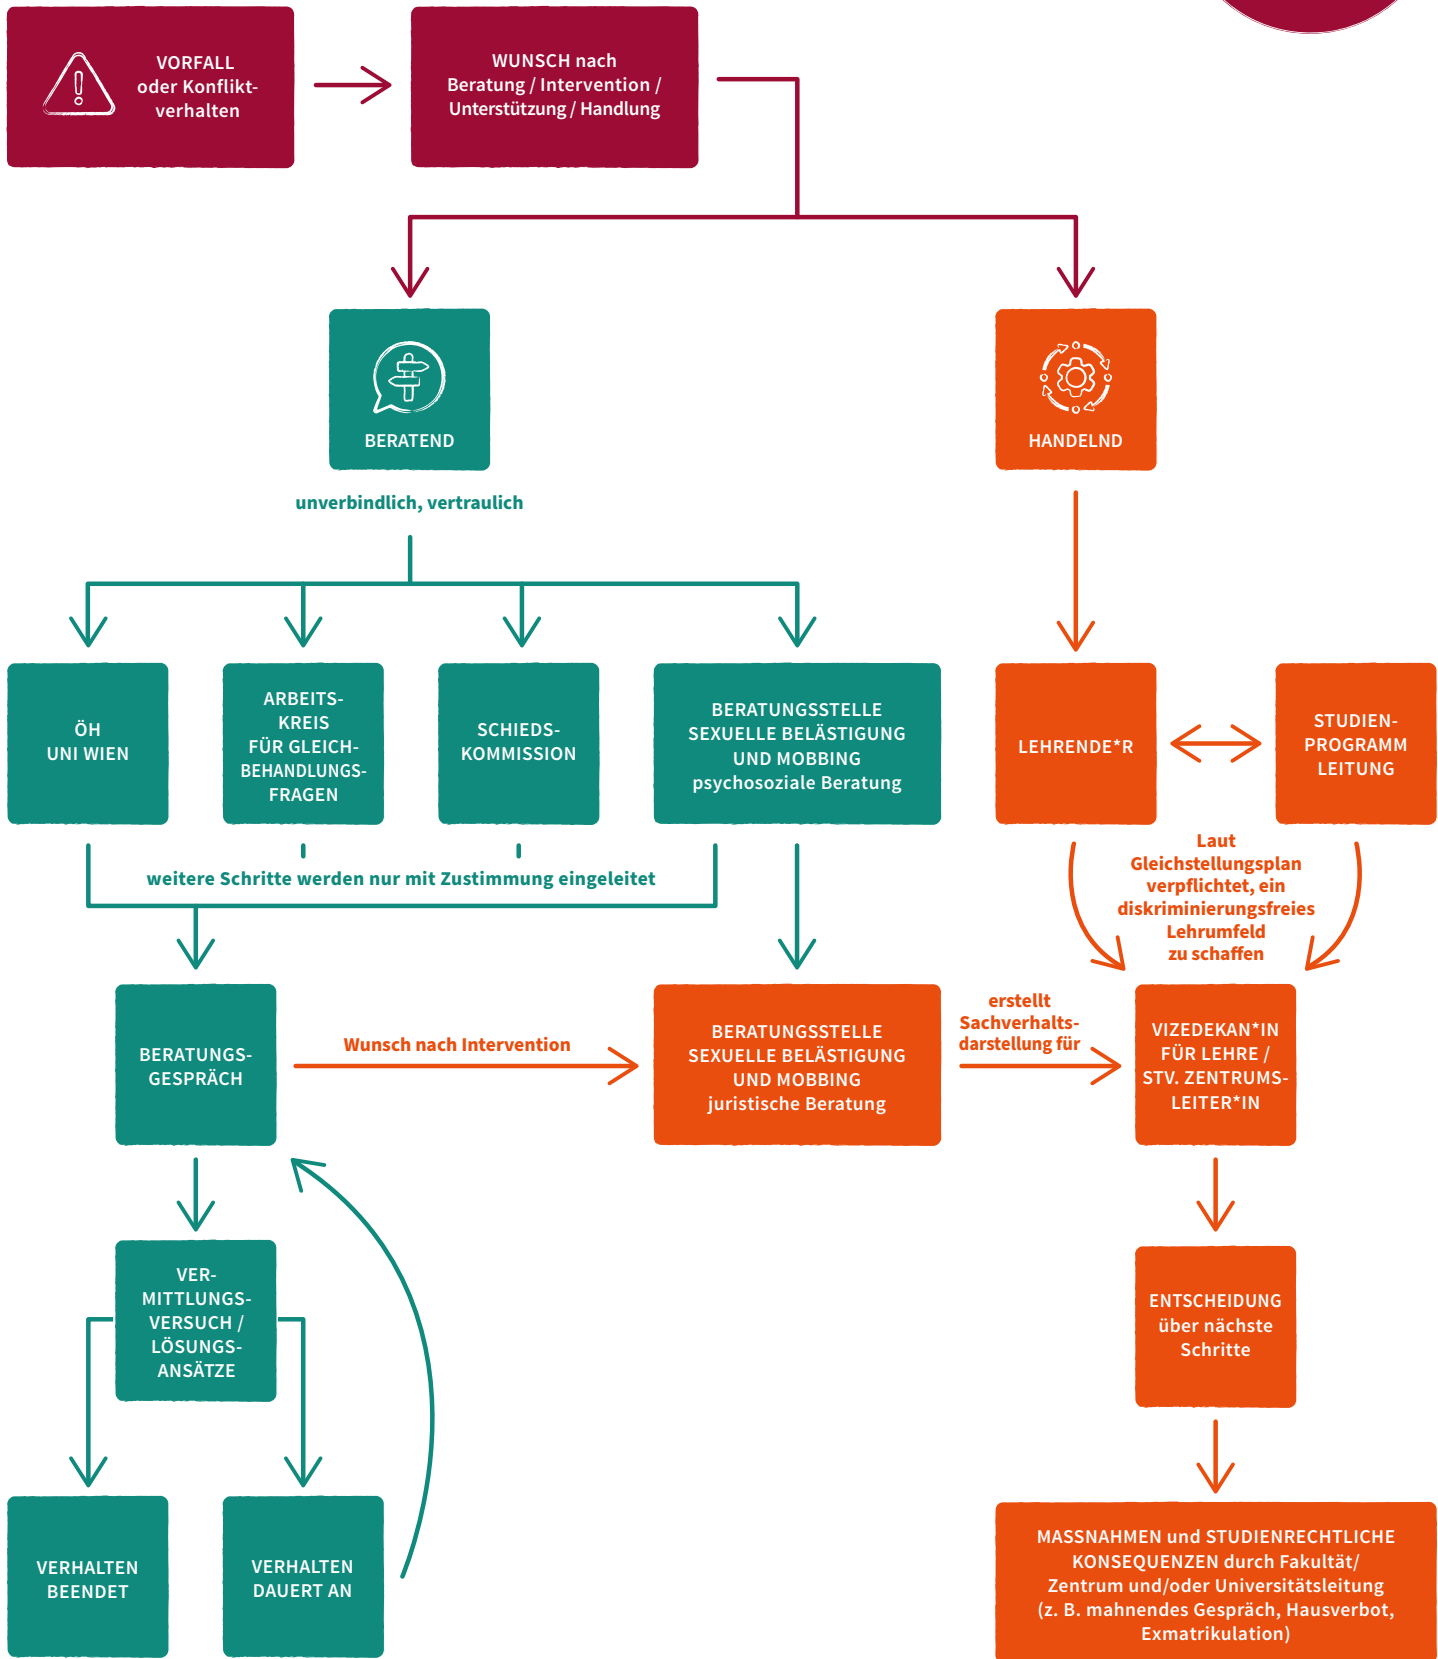 VORFALL
oder Konflikt-
verhalten
WUNSCH nach
Beratung / Intervention /
Unterstützung / Handlung
BERATEND
HANDELND
unverbindlich, vertraulich
ÖH
UNI WIEN
ARBEITS-
KREIS
FÜR GLEICH-
BEHANDLUNGS-
FRAGEN
SCHIEDS-
KOMMISSION
BERATUNGSSTELLE
SEXUELLE BELÄSTIGUNG
UND MOBBING
psychosoziale Beratung
LEHRENDE*R
STUDIEN-
PROGRAMM
LEITUNG
weitere Schritte werden nur mit Zustimmung eingeleitet
Laut
Gleichstellungsplan
verpflichtet, ein
diskriminierungsfreies
Lehrumfeld
zu schaffen
BERATUNGS-
GESPRÄCH
Wunsch nach Intervention
BERATUNGSSTELLE
SEXUELLE BELÄSTIGUNG
UND MOBBING
juristische Beratung
erstellt
Sachverhalts-
darstellung für
VIZEDEKAN*IN
FÜR LEHRE /
STV. ZENTRUMS-
LEITER*IN
VER-
MITTLUNGS-
VERSUCH /
LÖSUNGS-
ANSÄTZE
ENTSCHEIDUNG
über nächste
Schritte
VERHALTEN
BEENDET
VERHALTEN
DAUERT AN
MASSNAHMEN und STUDIENRECHTLICHE
KONSEQUENZEN durch Fakultät/
Zentrum und/oder Universitätsleitung
(z. B. mahnendes Gespräch, Hausverbot,
Exmatrikulation)